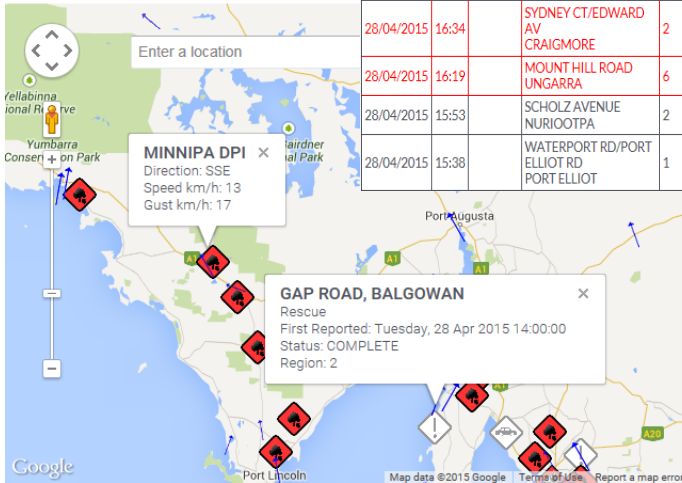 Enter a location
28/04/2015 16:34 SYDNEY CT/EDWARD
AV
CRAIGMORE 2
28/04/2015 16:19 MOUNT HILL ROAD
UNGARRA 6
28/04/2015 15:53 SCHOLZ AVENUE
NURIOOTPA 2
28/04/2015 15:38 WATERPORT RD/PORT
ELLIOT RD
PORT ELLIOT 1
Yellabinna
ional Reserve
Yumbarra
Conservation Park
Gairdner
nal Park
MINNIPA DPI ×
Direction: SSE
Speed km/h: 13
Gust km/h: 17
Port Augusta
A1
A1
A1
GAP ROAD, BALGOWAN ×
Rescue
First Reported: Tuesday, 28 Apr 2015 14:00:00
Status: COMPLETE
Region: 2
A20
Google
Port Lincoln
Map data ©2015 Google Terms of Use Report a map error